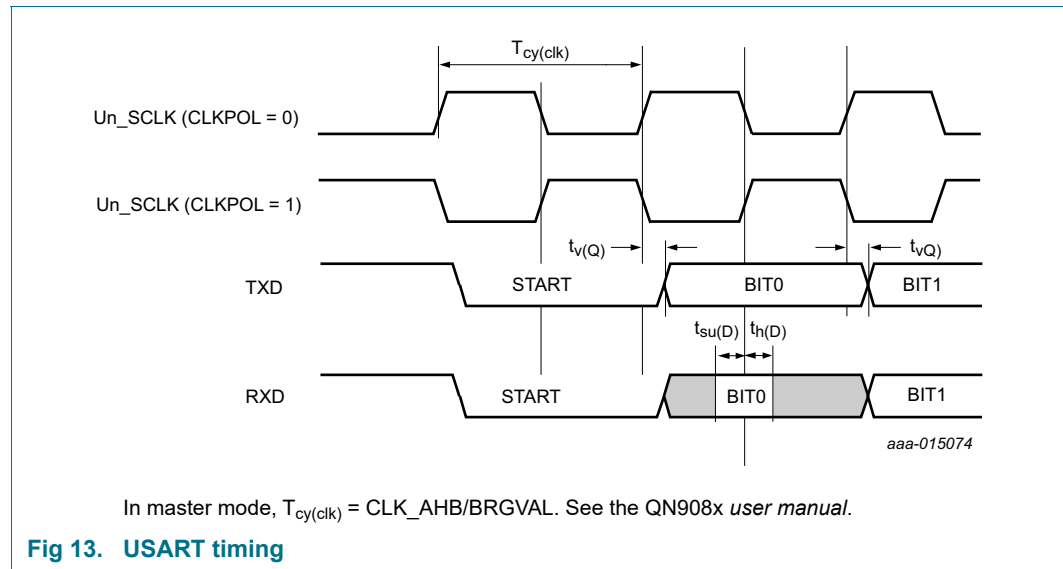 T_cy(clk)
Un_SCLK (CLKPOL = 0)
Un_SCLK (CLKPOL = 1)
t_v(Q)
t_vQ)
TXD
START
BIT0
BIT1
t_su(D)
t_h(D)
RXD
START
BIT0
BIT1
aaa-015074
In master mode, T_cy(clk) = CLK_AHB/BRGVAL. See the QN908x user manual.
Fig 13. USART timing